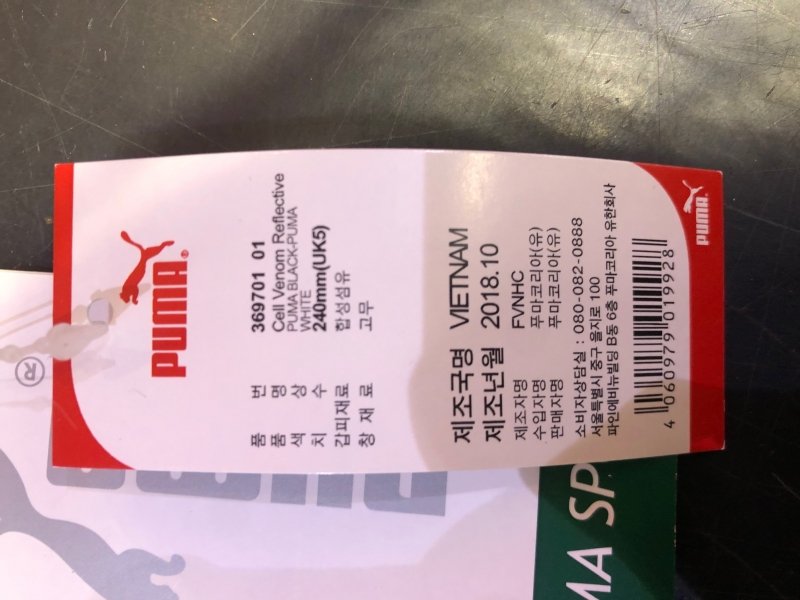 PUMA®
품 번 369701 01
품 명 Cell Venom Reflective
색 상 PUMA BLACK-PUMA
WHITE
치 수 240mm(UK5)
갑피재료 합성섬유
창 재 료 고무
제조국명 VIETNAM
제조년월 2018.10
제조자명 FVNHC
수입자명 푸마코리아(유)
판매자명 푸마코리아(유)
소비자상담실 : 080-082-0888
서울특별시 중구 을지로 100
파인에비뉴빌딩 B동 6층 푸마코리아 유한회사
4 060979 019928
PUMA
®
MA SP